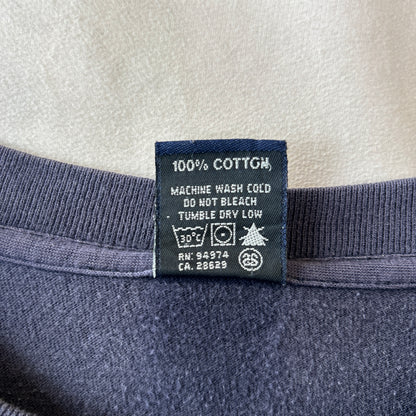 100% COTTON
MACHINE WASH COLD
DO NOT BLEACH
TUMBLE DRY LOW
30°C
RN: 94974
CA. 28629